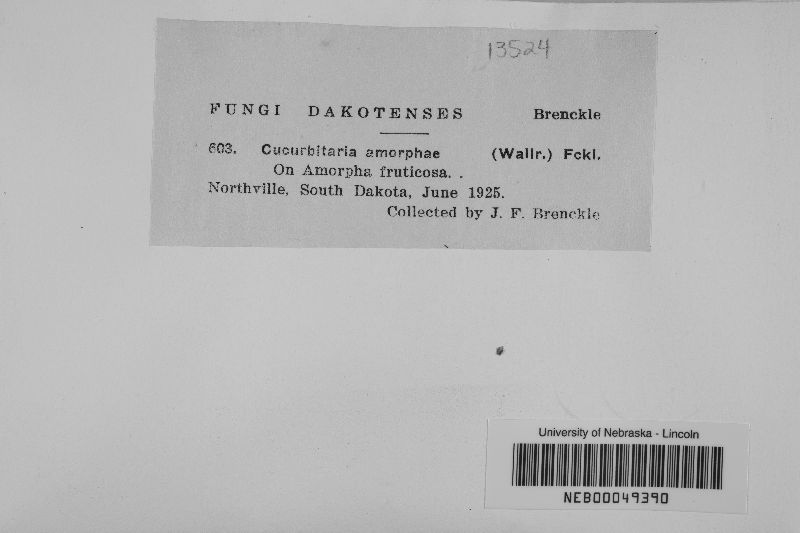 13524
FUNGI DAKOTENSES Brenckle
603. Cucurbitaria amorphae (Wallr.) Fckl.
On Amorpha fruticosa. .
Northville, South Dakota, June 1925.
Collected by J. F. Brenckle
University of Nebraska - Lincoln
NEB00049390